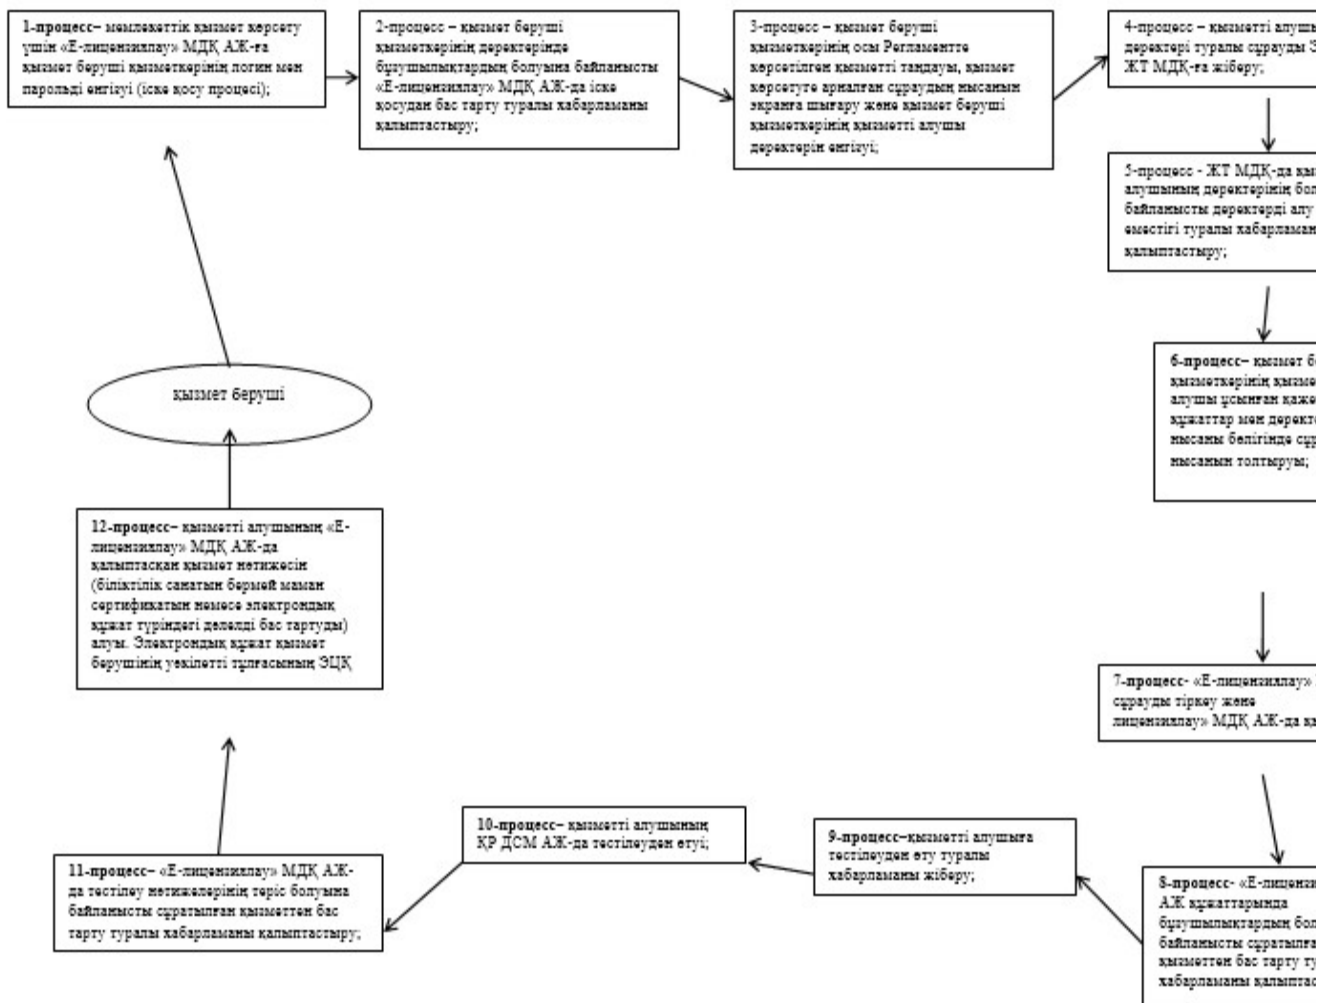 1-процесс– мемлекеттік қызмет көрсету
үшін «Е-лицензиялау» МДҚ АЖ-ға
қызмет беруші қызметкерінің логин мен
парольді енгізуі (іске қосу процесі);
2-процесс – қызмет беруші
қызметкерінің деректерінде
бұзушылықтардың болуына байланысты
«Е-лицензиялау» МДҚ АЖ-да іске
қосудан бас тарту туралы хабарламаны
қалыптастыру;
3-процесс – қызмет беруші
қызметкерінің осы Регламентте
көрсетілген қызметті таңдауы, қызмет
көрсетуге арналған сұраудың нысанын
экранға шығару және қызмет беруші
қызметкерінің қызметті алушы
деректерін енгізуі;
4-процесс – қызметті алушы
деректері туралы сұрауды
ЖТ МДҚ-ға жіберу;
5-процесс - ЖТ МДҚ-да
алушының деректерінің
байланысты деректерді алу
еместігі туралы
қалыптастыру;
6-процесс– қызмет
қызметкерінің
алушы ұсынған
құжаттар мен
нысаны бөлігінде
нысанын толтыруы;
7-процесс- «Е-лицензиялау»
сұрауды тіркеу және
лицензиялау» МДҚ АЖ-да
8-процесс-
АЖ құжаттарында
бұзушылықтардың
байланысты
қызметтен бас тарту
хабарламаны
9-процесс–қызметті алушыға
тестілеуден өту туралы
хабарламаны жіберу;
10-процесс– қызметті алушының
ҚР ДСМ АЖ-да тестілеуден өтуі;
11-процесс– «Е-лицензиялау» МДҚ АЖ-
да тестілеу нәтижелерінің теріс болуына
байланысты сұратылған қызметтен бас
тарту туралы хабарламаны қалыптастыру;
12-процесс– қызметті алушының «Е-
лицензиялау» МДҚ АЖ-да
қалыптасқан қызмет нәтижесін
(біліктілік санатын бермей маман
сертификатын немесе электрондық
құжат түріндегі дәлелді бас тартуды)
алуы. Электрондық құжат қызмет
берушінің уәкілетті тұлғасының ЭЦҚ
қызмет беруші